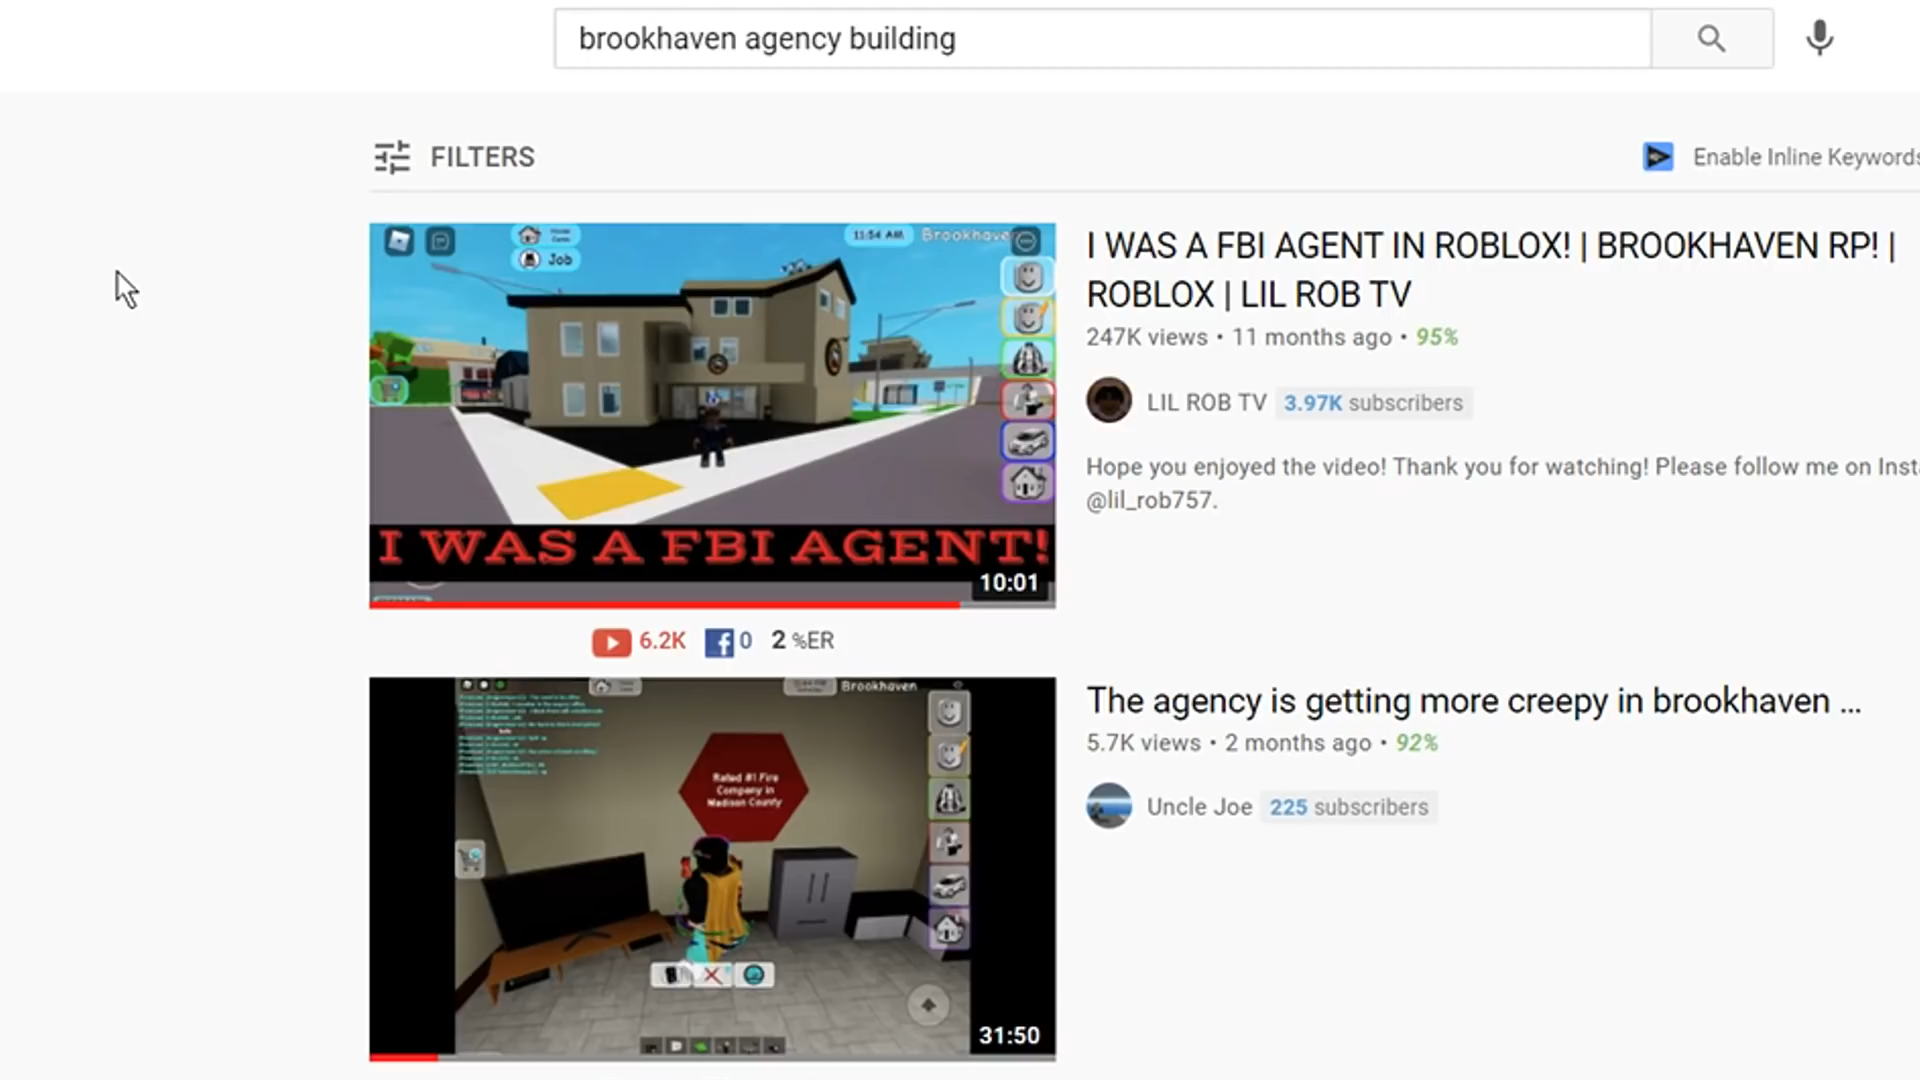 brookhaven agency building
FILTERS
Enable Inline Keywords
Job
11:54 AM
Brookhaven
I WAS A FBI AGENT!
10:01
I WAS A FBI AGENT IN ROBLOX! | BROOKHAVEN RP! |
ROBLOX | LIL ROB TV
247K views • 11 months ago • 95%
LIL ROB TV 3.97K subscribers
Hope you enjoyed the video! Thank you for watching! Please follow me on Insta
@lil_rob757.
6.2K 0 2 %ER
Brookhaven
Rated #1 Fire
Company in
Madison County
31:50
The agency is getting more creepy in brookhaven ...
5.7K views • 2 months ago • 92%
Uncle Joe 225 subscribers